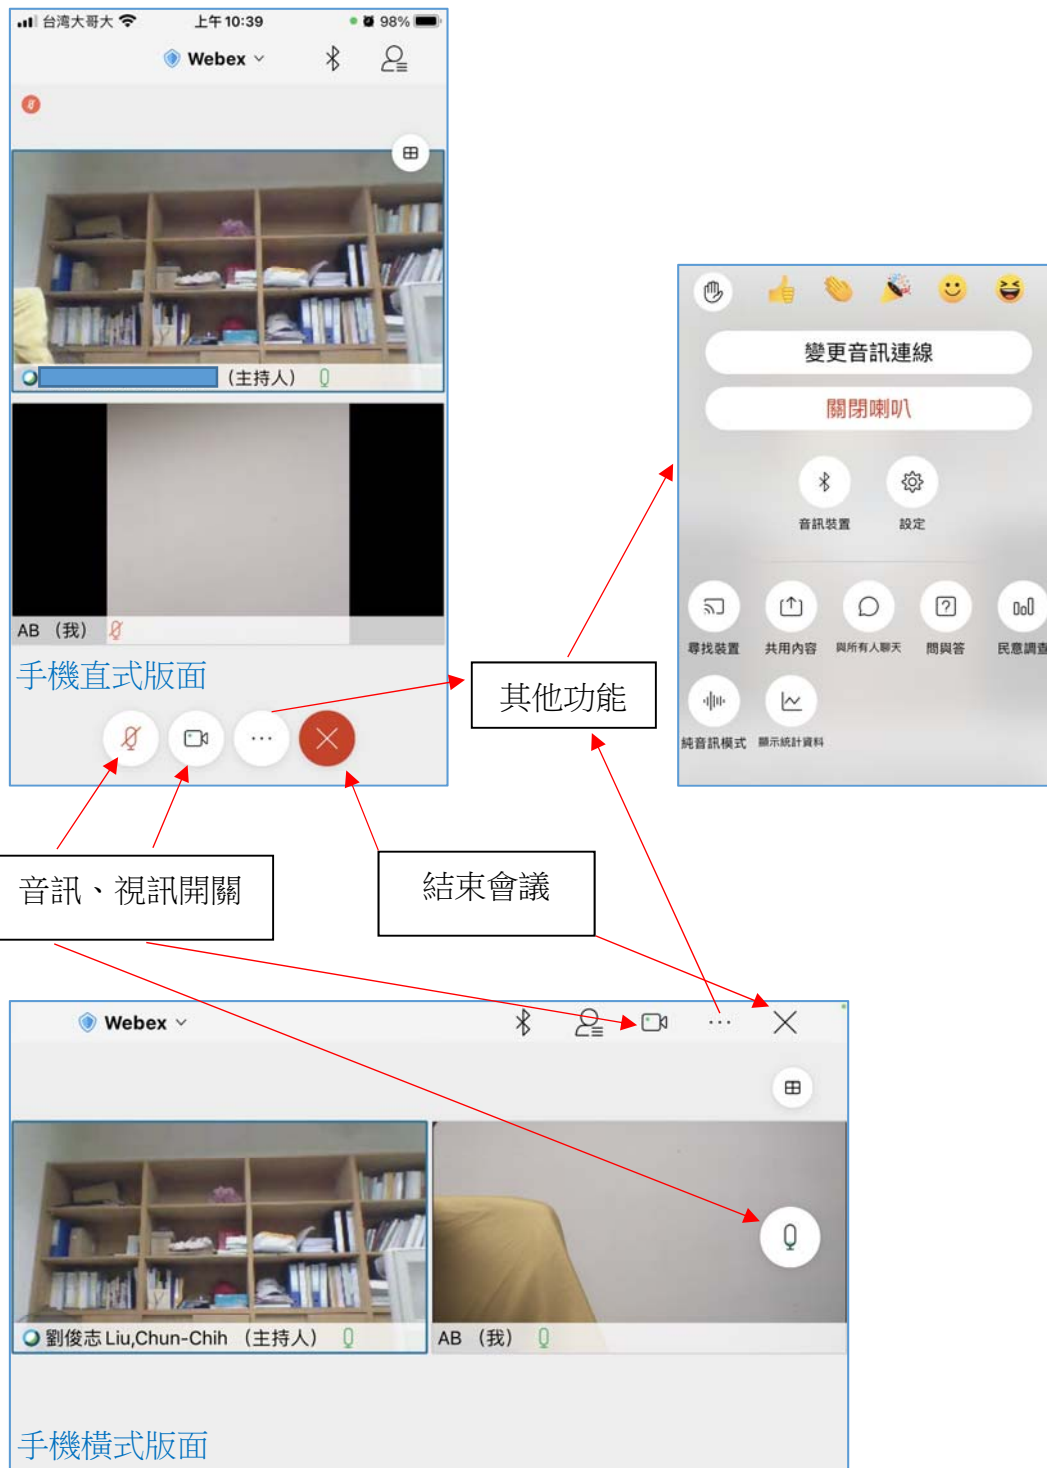 台湾大哥大
上午10:39
98%
Webex
(主持人)
AB (我)
手機直式版面
變更音訊連線
關閉喇叭
音訊裝置
設定
尋找裝置
共用內容
與所有人聊天
問與答
民意調查
純音訊模式
顯示統計資料
其他功能
音訊、視訊開關
結束會議
Webex
劉俊志 Liu,Chun-Chih (主持人)
AB (我)
手機橫式版面